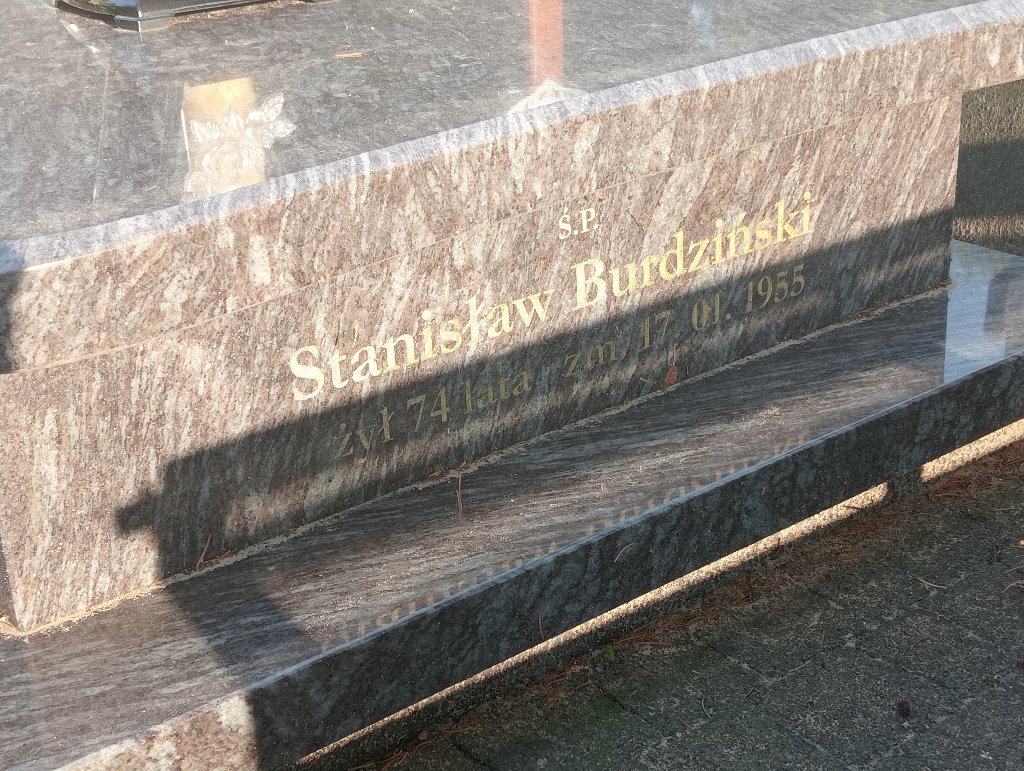 Ś.P.
Stanisław Burdziński
żył 74 lata zm. 17. 01. 1955